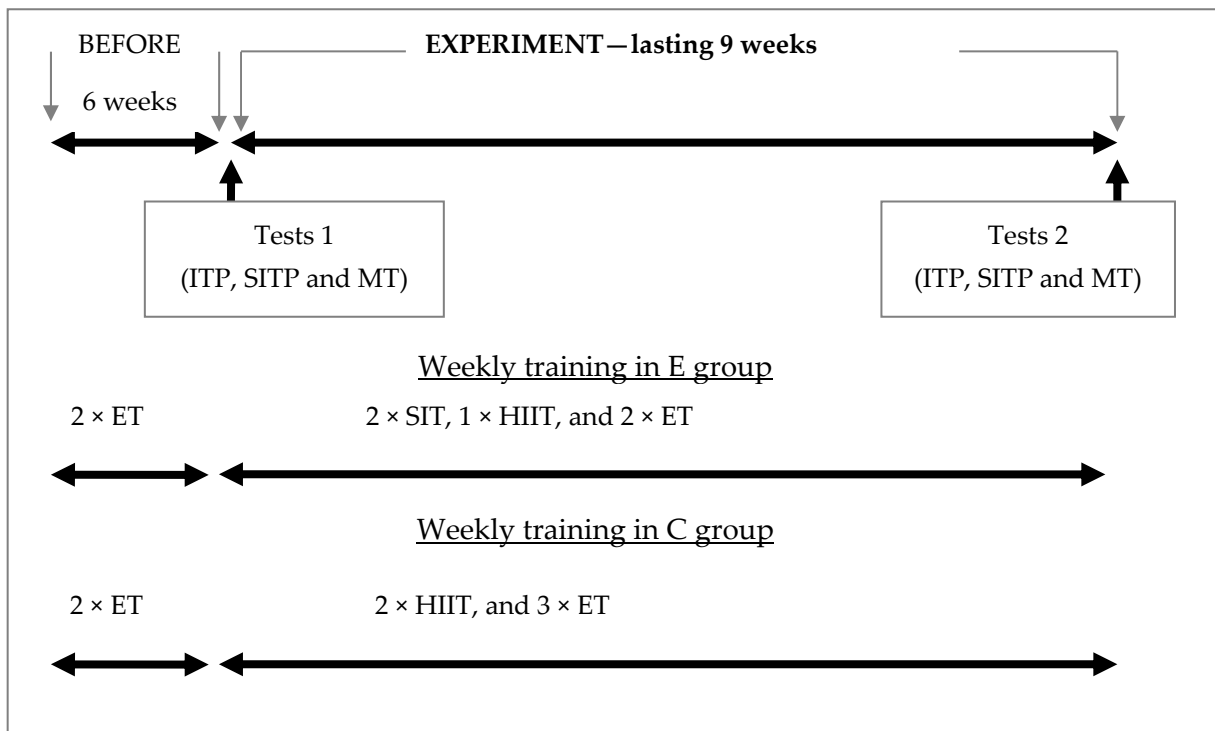 BEFORE
6 weeks
EXPERIMENT—lasting 9 weeks
Tests 1
(ITP, SITP and MT)
Tests 2
(ITP, SITP and MT)
Weekly training in E group
2 × ET
2 × SIT, 1 × HIIT, and 2 × ET
Weekly training in C group
2 × ET
2 × HIIT, and 3 × ET